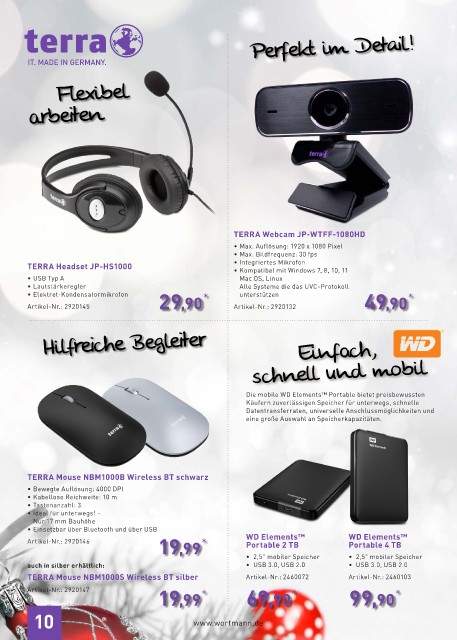 terra
IT. MADE IN GERMANY.
Flexibel
arbeiten
terra
TERRA Headset JP-HS1000
• USB Typ A
• Lautstärkeregler
• Elektret-Kondensatormikrofon
Artikel-Nr.: 2920145
29,90*
Perfekt im Detail!
terra
TERRA Webcam JP-WTFF-1080HD
• Max. Auflösung: 1920 x 1080 Pixel
• Max. Bildfrequenz: 30 fps
• Integriertes Mikrofon
• Kompatibel mit Windows 7, 8, 10, 11
Mac OS, Linux
Alle Systeme die das UVC-Protokoll
unterstützen
Artikel-Nr.: 2920132
49,90*
Hilfreiche Begleiter
terra
TERRA Mouse NBM1000B Wireless BT schwarz
• Bewegte Auflösung: 4000 DPI
• Kabellose Reichweite: 10 m
• Tastenanzahl: 3
• Ideal für unterwegs! –
Nur 17 mm Bauhöhe
• Einsetzbar über Bluetooth und über USB
Artikel-Nr.: 2920146
19,99*
auch in silber erhältlich:
TERRA Mouse NBM1000S Wireless BT silber
Artikel-Nr.: 2920147
19,99*
WD
Einfach,
schnell und mobil
Die mobile WD Elements™ Portable bietet preisbewussten
Käufern zuverlässigen Speicher für unterwegs, schnelle
Datentransferraten, universelle Anschlussmöglichkeiten und
eine große Auswahl an Speicherkapazitäten.
WD
WD
WD Elements™
Portable 2 TB
• 2,5" mobiler Speicher
• USB 3.0, USB 2.0
Artikel-Nr.: 2460072
69,90*
WD Elements™
Portable 4 TB
• 2,5" mobiler Speicher
• USB 3.0, USB 2.0
Artikel-Nr.: 2460103
99,90*
10
www.wortmann.de